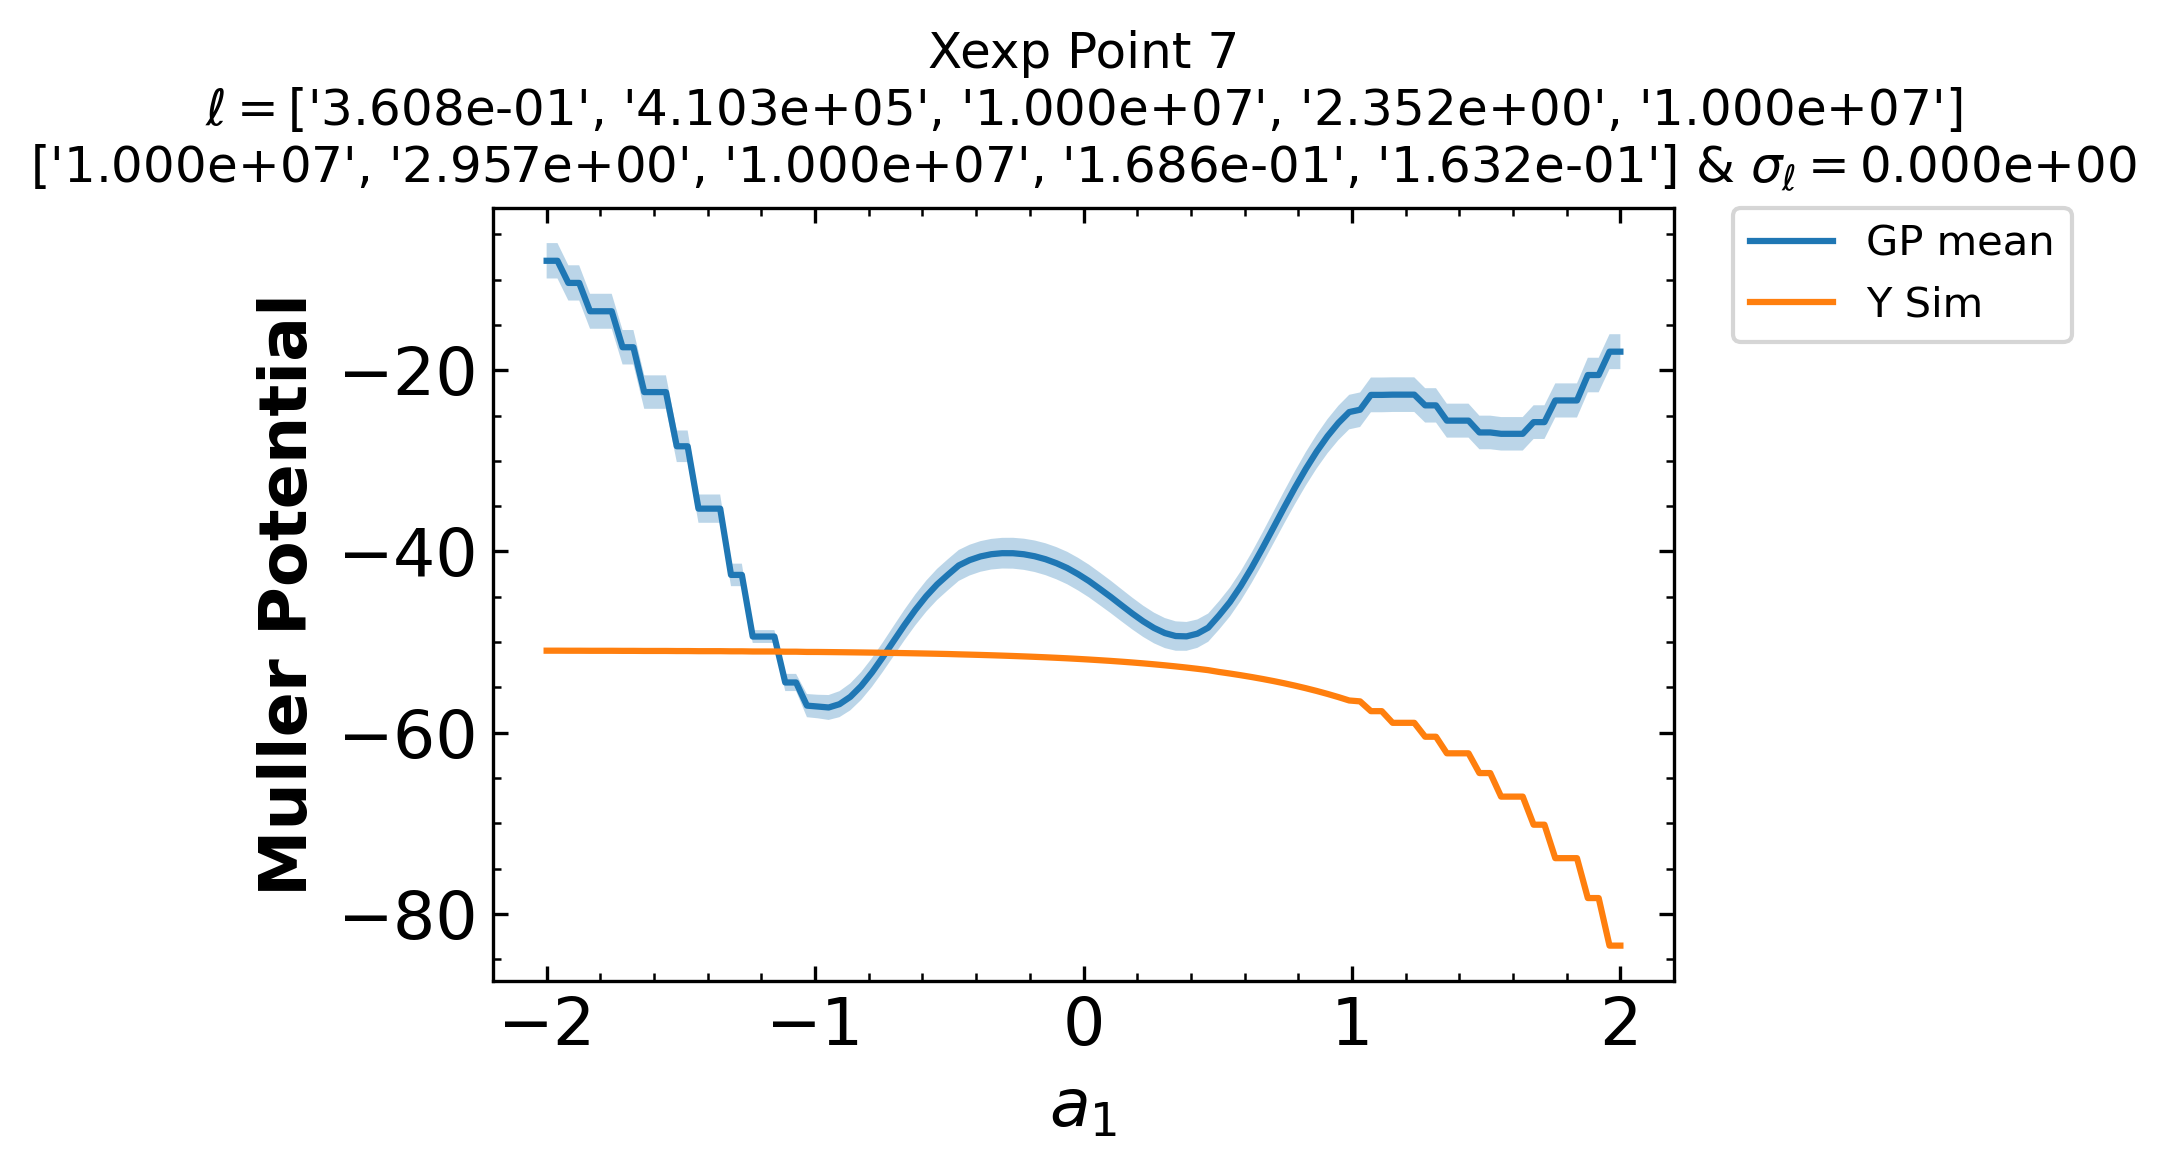 Xexp Point 7
ℓ = ['3.608e-01', '4.103e+05', '1.000e+07', '2.352e+00', '1.000e+07']
['1.000e+07', '2.957e+00', '1.000e+07', '1.686e-01', '1.632e-01'] & σℓ = 0.000e+00
GP mean
Y Sim
Muller Potential
−20
−40
−60
−80
−2
−1
0
1
2
a₁